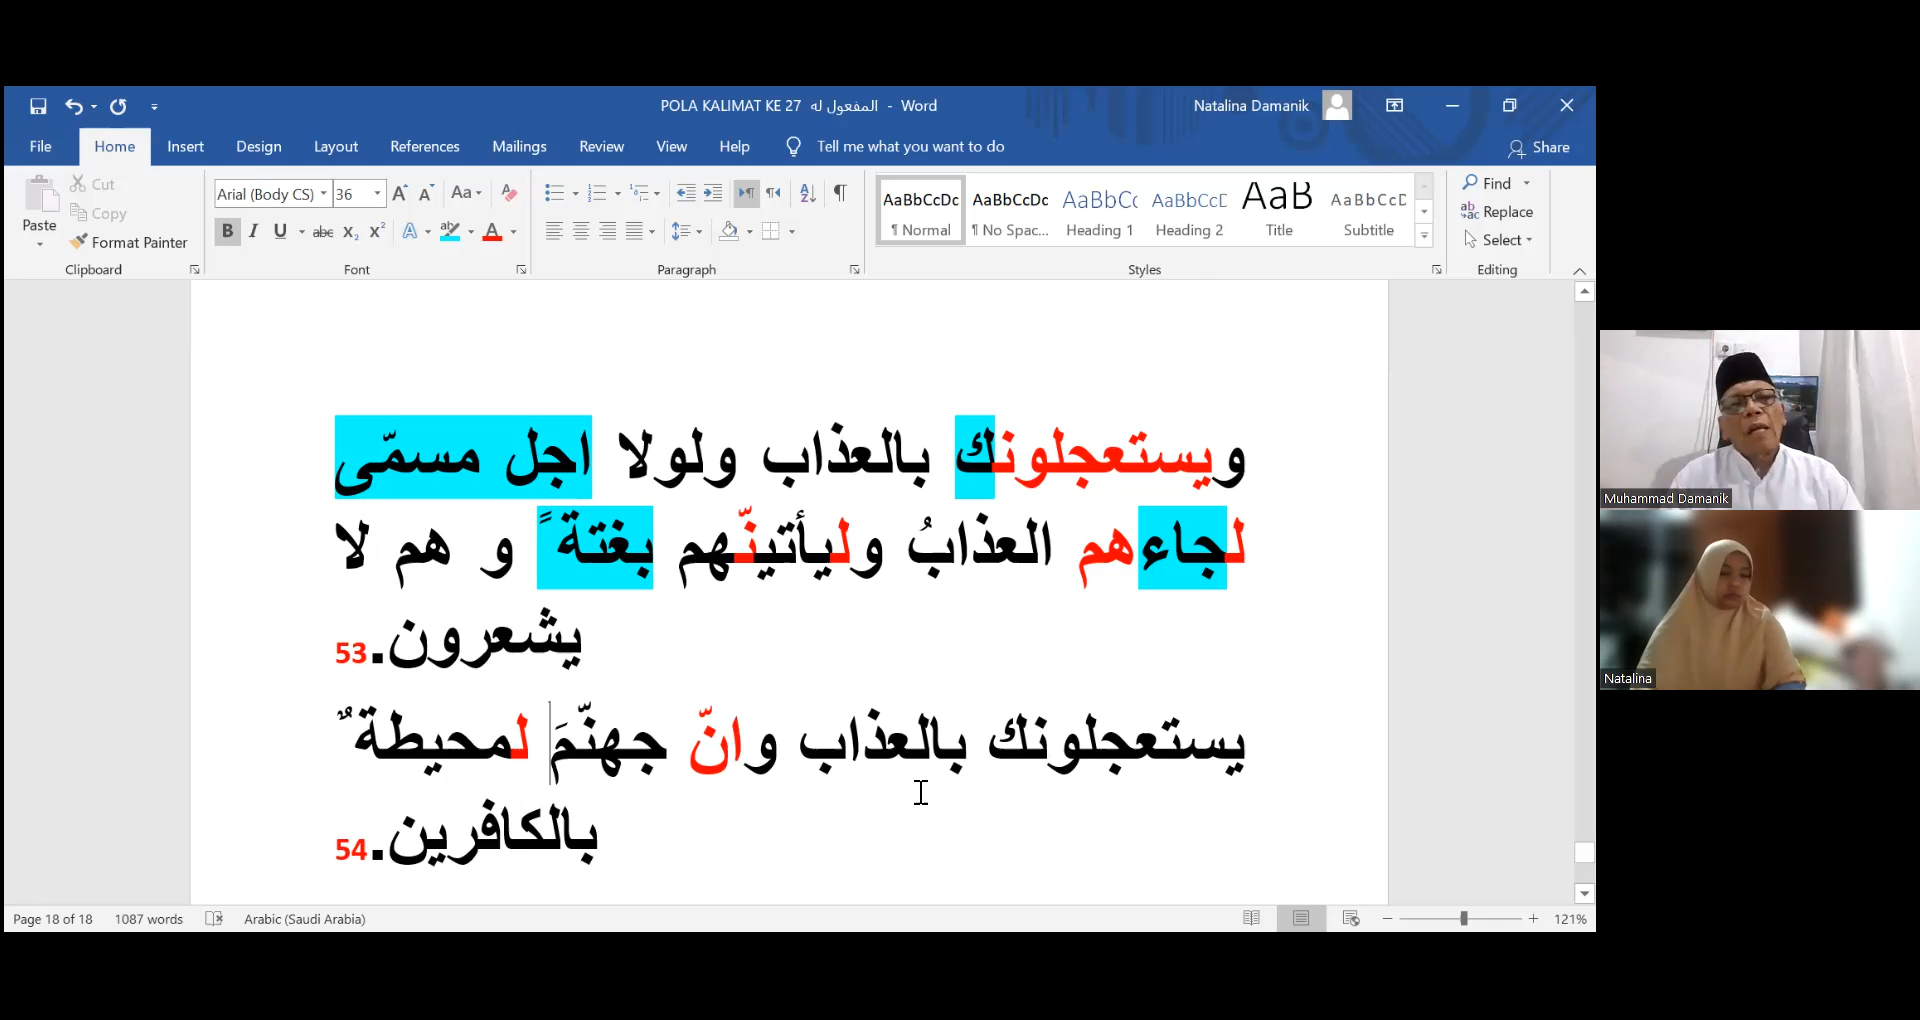 POLA KALIMAT KE 27 المفعول له - Word
Natalina Damanik
File Home Insert Design Layout References Mailings Review View Help Tell me what you want to do Share
Paste
Cut
Copy
Format Painter
Clipboard
Arial (Body CS) 36
Font
Paragraph
AaBbCcDc AaBbCcDc AaBbCc AaBbCcD AaB AaBbCcD
¶ Normal ¶ No Spac... Heading 1 Heading 2 Title Subtitle
Styles
Find
Replace
Select
Editing
ويستعجلونك بالعذاب ولولا اجل مسمّى
لجاءهم العذابُ وليأتينّهم بغتة ً و هم لا
يشعرون.53
يستعجلونك بالعذاب وانّ جهنّمَ لمحيطة ٌ
بالكافرين.54
Muhammad Damanik
Natalina
Page 18 of 18 1087 words Arabic (Saudi Arabia) 121%